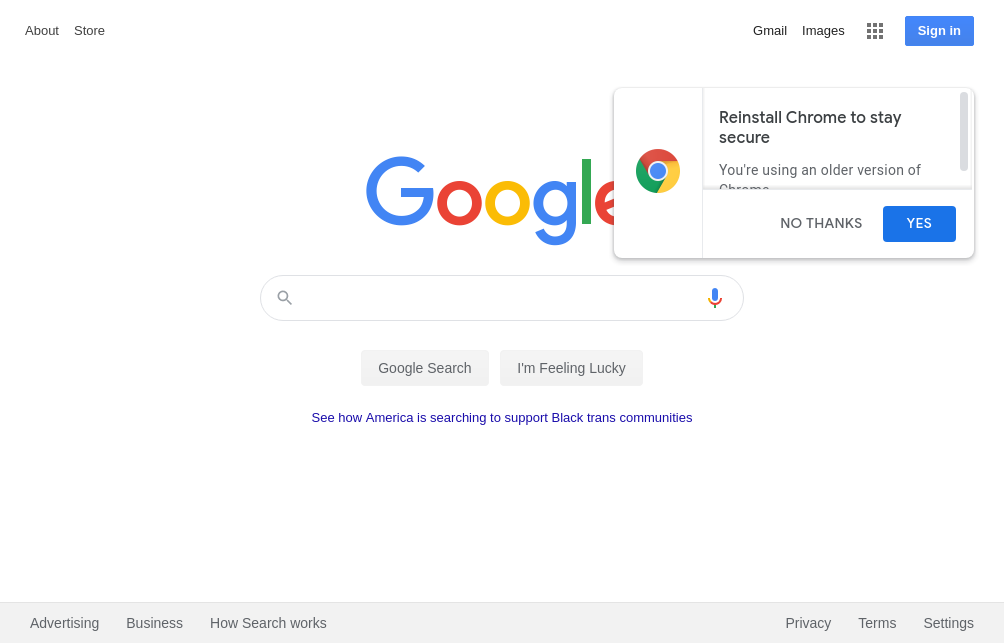 About Store Gmail Images Sign in
Reinstall Chrome to stay
secure
You're using an older version of
Chrome
NO THANKS YES
Google
Google Search I'm Feeling Lucky
See how America is searching to support Black trans communities
Advertising Business How Search works Privacy Terms Settings